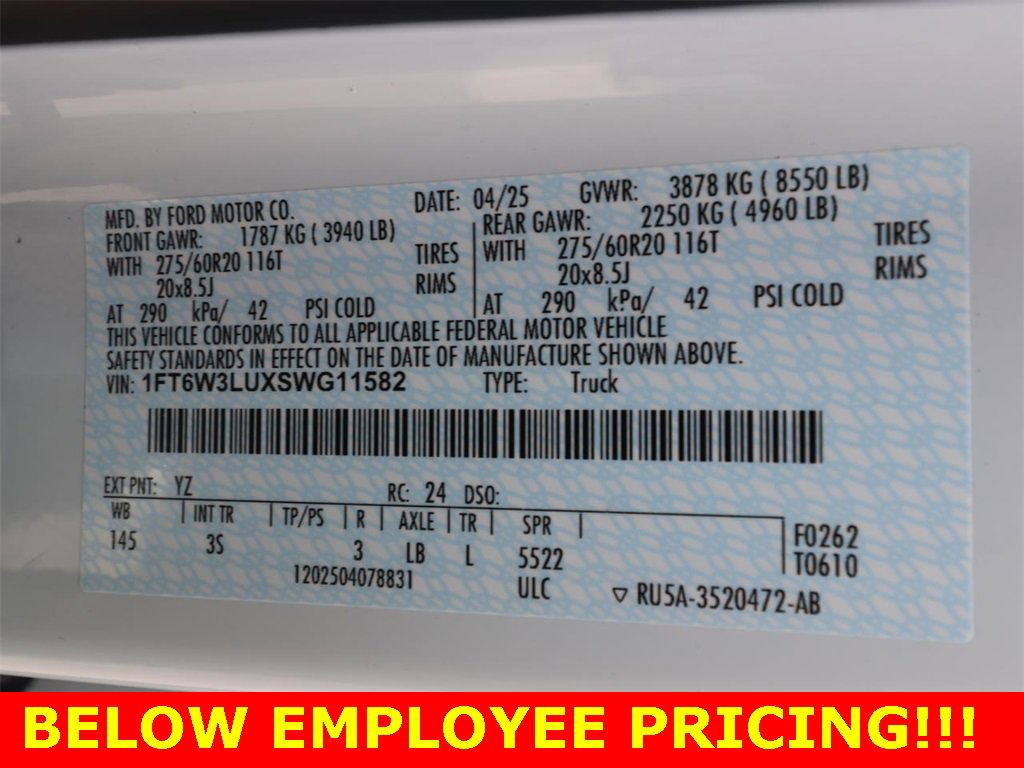 MFD. BY FORD MOTOR CO. DATE: 04/25 GVWR: 3878 KG ( 8550 LB)
FRONT GAWR: 1787 KG ( 3940 LB) REAR GAWR: 2250 KG ( 4960 LB)
WITH 275/60R20 116T TIRES WITH 275/60R20 116T TIRES
20x8.5J RIMS 20x8.5J RIMS
AT 290 kPa/ 42 PSI COLD AT 290 kPa/ 42 PSI COLD
THIS VEHICLE CONFORMS TO ALL APPLICABLE FEDERAL MOTOR VEHICLE
SAFETY STANDARDS IN EFFECT ON THE DATE OF MANUFACTURE SHOWN ABOVE.
VIN: 1FT6W3LUXSWG11582 TYPE: Truck
EXT PNT: YZ RC: 24 DSO:
WB INT TR TP/PS R AXLE TR SPR F0262
145 3S 3 LB L 5522 T0610
1202504078831 ULC ▽ RU5A-3520472-AB
BELOW EMPLOYEE PRICING!!!